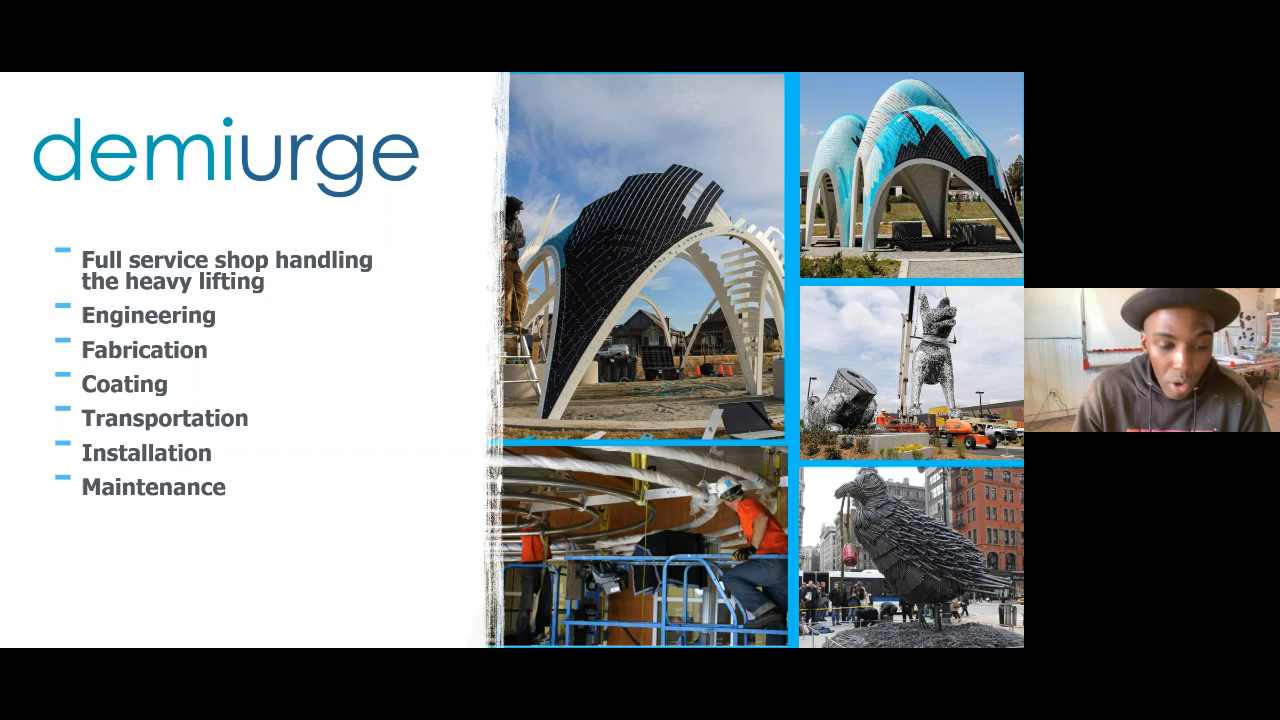 demiurge
Full service shop handling
the heavy lifting
Engineering
Fabrication
Coating
Transportation
Installation
Maintenance